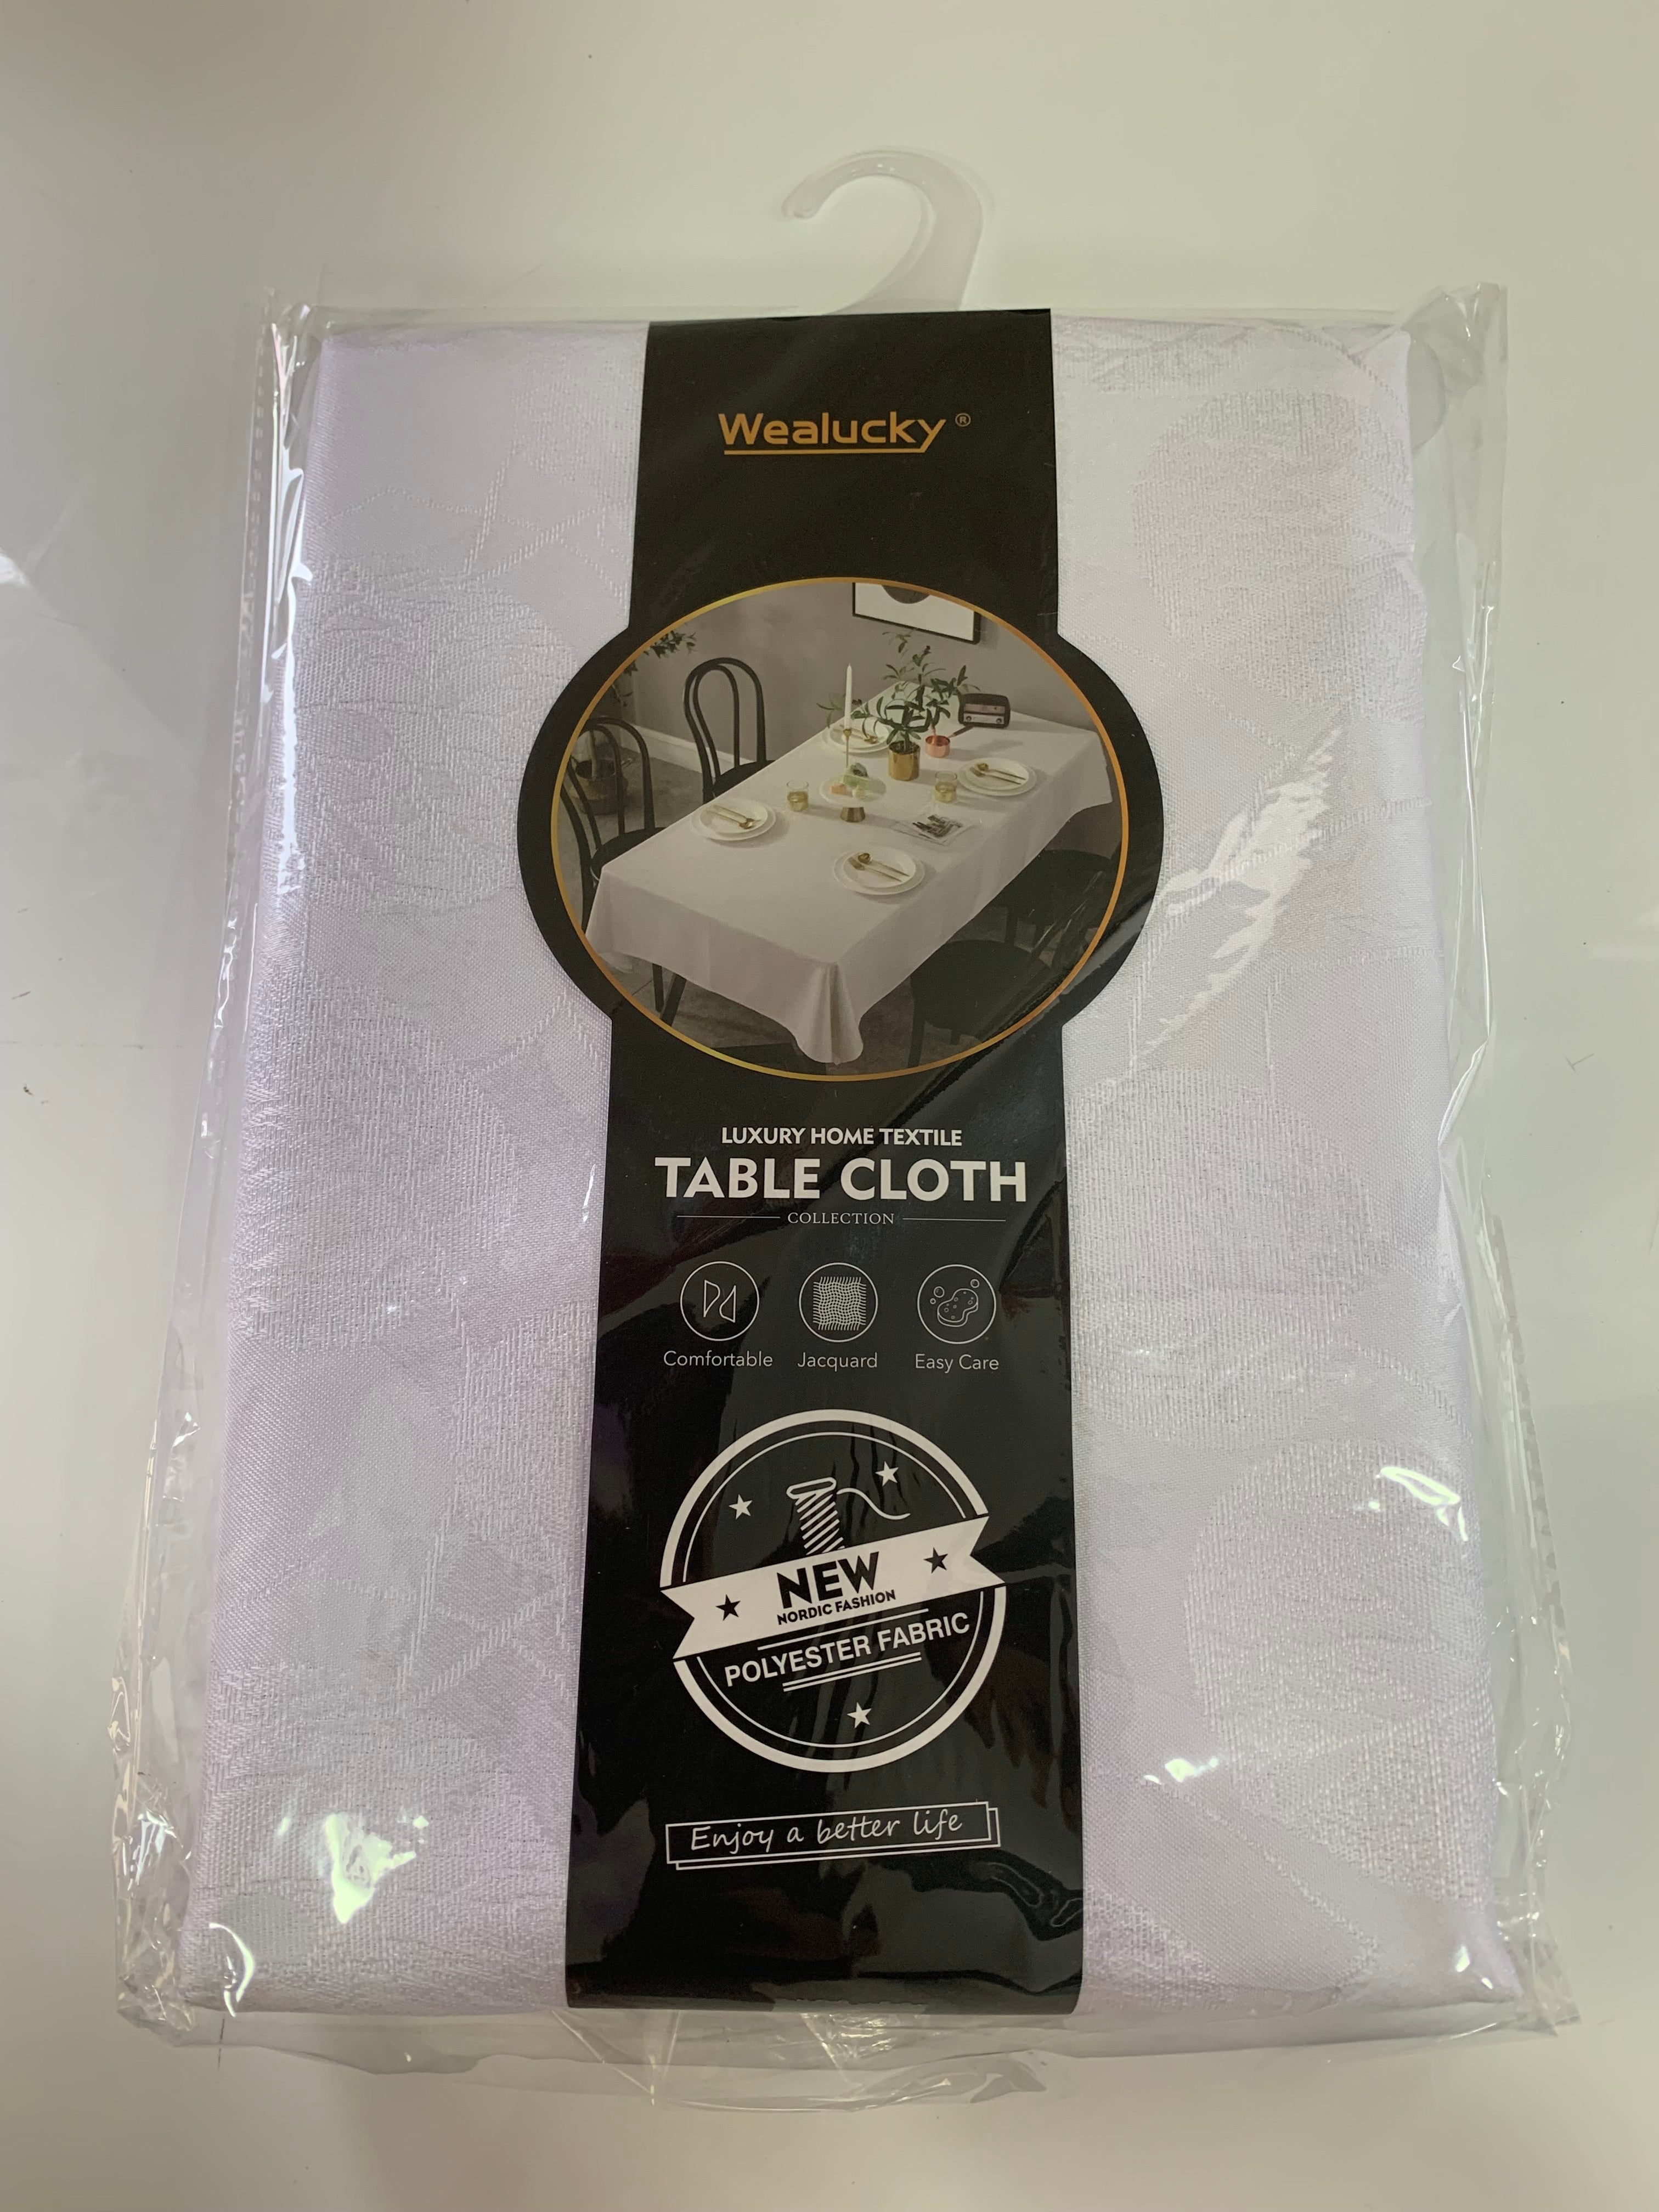 Wealucky ®
LUXURY HOME TEXTILE
TABLE CLOTH
COLLECTION
Comfortable Jacquard Easy Care
NEW
NORDIC FASHION
POLYESTER FABRIC
Enjoy a better life